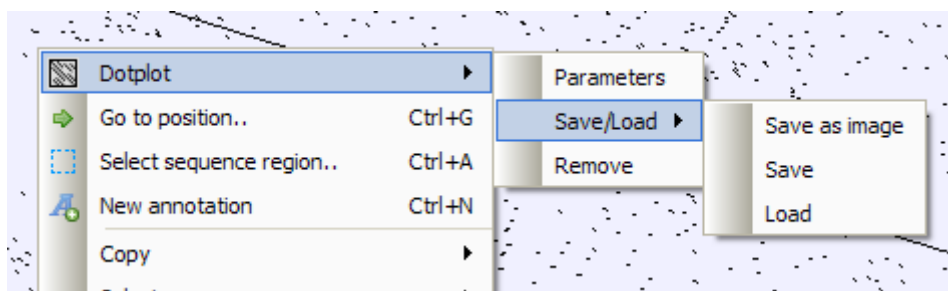 Dotplot
Go to position.. Ctrl+G
Select sequence region.. Ctrl+A
New annotation Ctrl+N
Copy
Parameters
Save/Load
Remove
Save as image
Save
Load